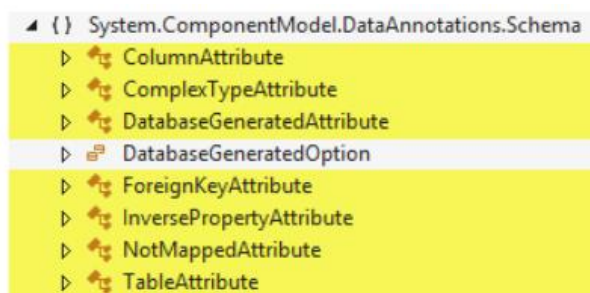 { } System.ComponentModel.DataAnnotations.Schema
ColumnAttribute
ComplexTypeAttribute
DatabaseGeneratedAttribute
DatabaseGeneratedOption
ForeignKeyAttribute
InversePropertyAttribute
NotMappedAttribute
TableAttribute